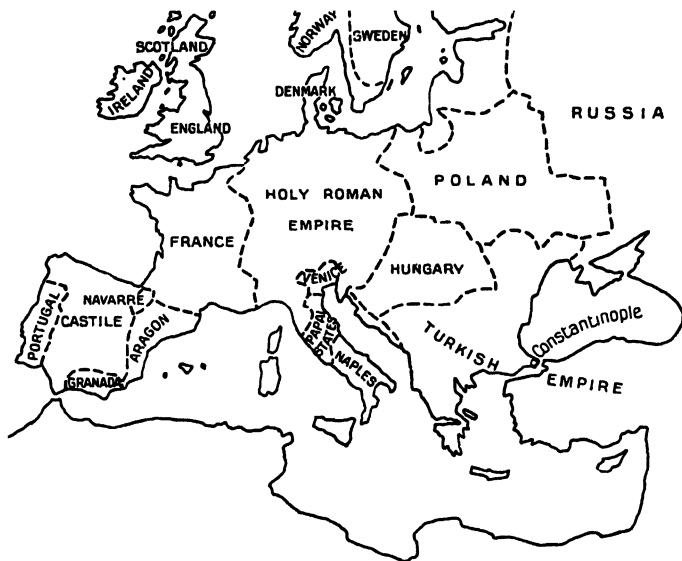 NORWAY
SWEDEN
SCOTLAND
IRELAND
DENMARK
ENGLAND
RUSSIA
POLAND
HOLY ROMAN
EMPIRE
FRANCE
VENICE
HUNGARY
NAVARRE
PORTUGAL
CASTILE
ARAGON
PAPAL
STATES
NAPLES
GRANADA
TURKISH
EMPIRE
Constantinople